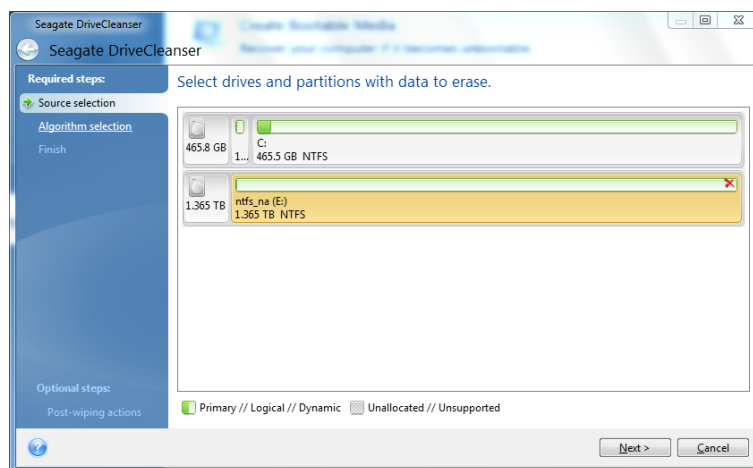 Seagate DriveCleanser
Create Bootable Media
Seagate DriveCleanser
Recover your computer if it becomes unbootable
Required steps:
Select drives and partitions with data to erase.
Source selection
Algorithm selection
Finish
465.8 GB
1...
C:
465.5 GB NTFS
1.365 TB
ntfs_na (E:)
1.365 TB NTFS
Optional steps:
Post-wiping actions
Primary // Logical // Dynamic
Unallocated // Unsupported
Next >
Cancel